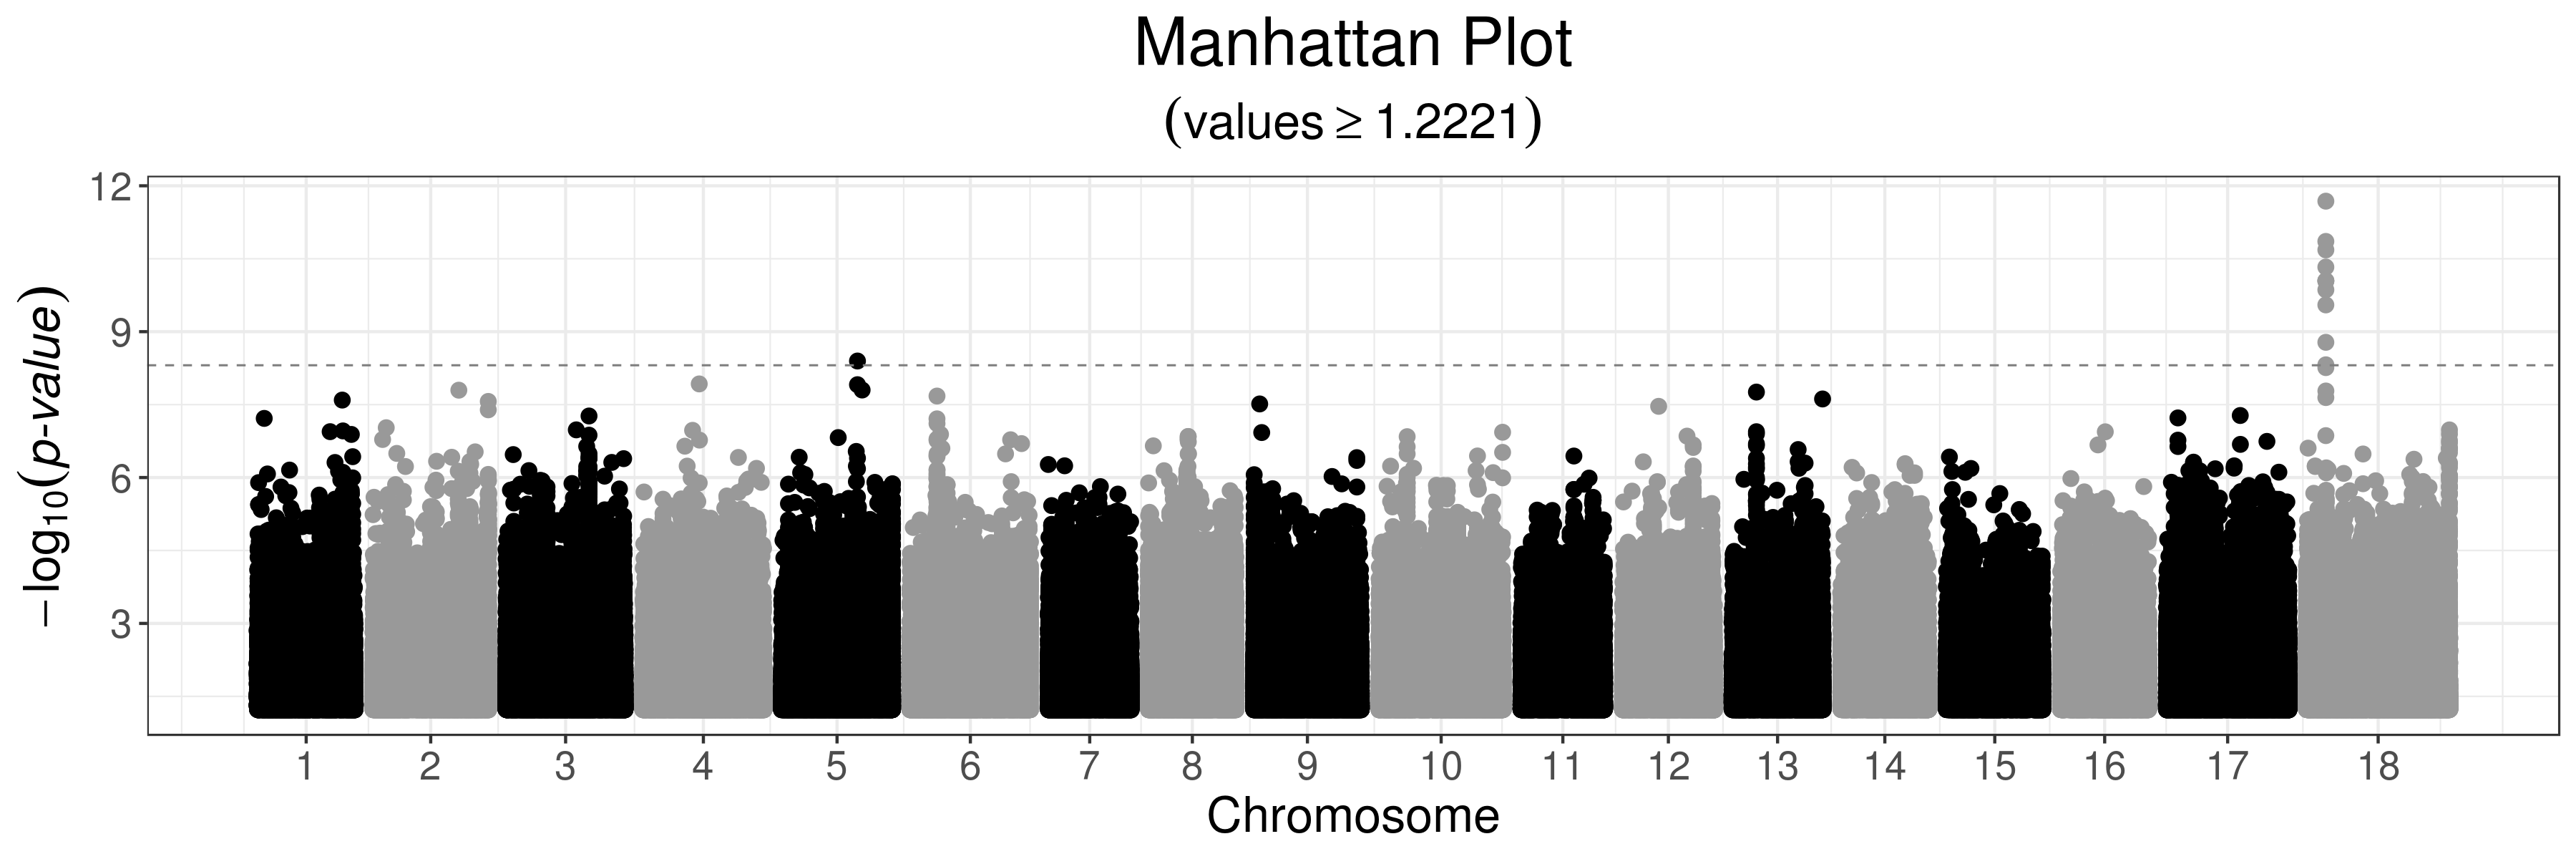 Manhattan Plot
(values ≥ 1.2221)
−log10(p-value)
12
9
6
3
1 2 3 4 5 6 7 8 9 10 11 12 13 14 15 16 17 18
Chromosome